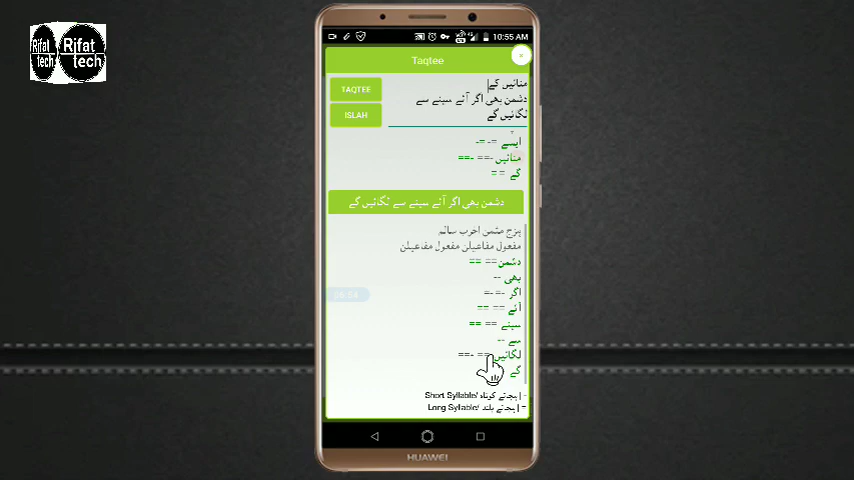 Rifat
tech
Rifat
tech
10:55 AM
Taqtee
TAQTEE
ISLAH
منائیں گے
دشمن بھی اگر آئے سینے سے
لگائیں گے
ایسے =- =-
منائیں -== -==
گے = =
دشمن بھی اگر آئے سینے سے لگائیں گے
ہزج مثمن اخرب سالم
مفعول مفاعیلن مفعول مفاعیلن
دشمن == ==
بھی --
اگر -= -=
آئے == ==
سینے == ==
سے --
لگائیں -== -==
گے
- | ہجائے کوتاہ /Short Syllable
= | ہجائے بلند /Long Syllable
HUAWEI